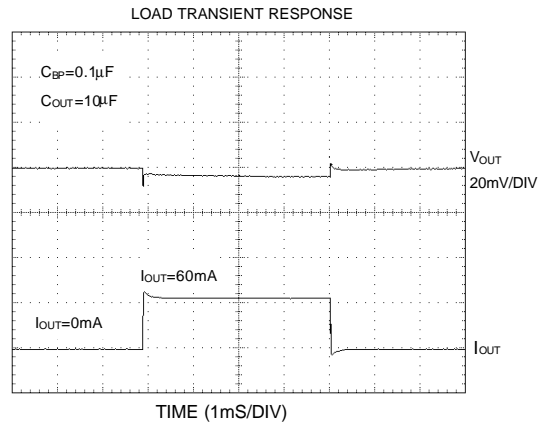 LOAD TRANSIENT RESPONSE
CBP=0.1μF
COUT=10μF
VOUT
20mV/DIV
IOUT=60mA
IOUT=0mA
IOUT
TIME (1mS/DIV)